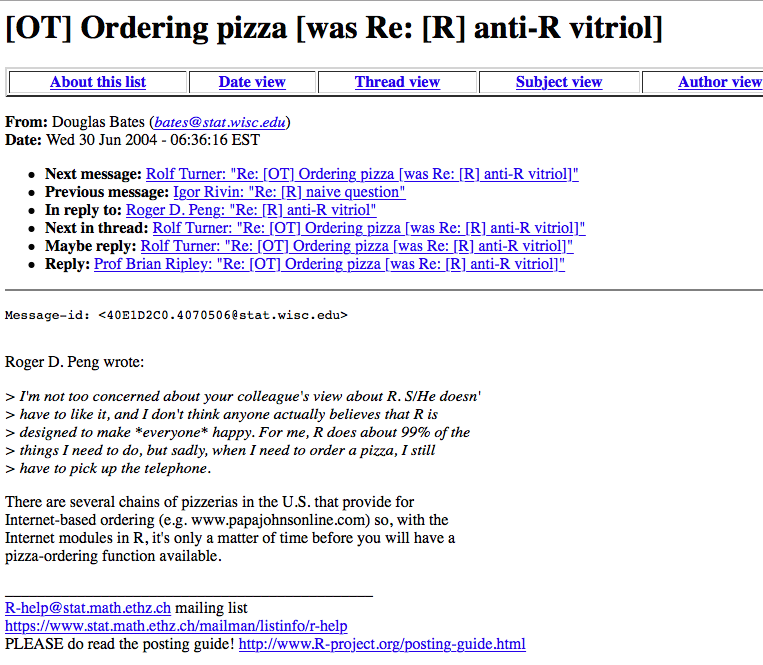 [OT] Ordering pizza [was Re: [R] anti-R vitriol]
About this list Date view Thread view Subject view Author view
From: Douglas Bates (bates@stat.wisc.edu)
Date: Wed 30 Jun 2004 - 06:36:16 EST
• Next message: Rolf Turner: "Re: [OT] Ordering pizza [was Re: [R] anti-R vitriol]"
• Previous message: Igor Rivin: "Re: [R] naive question"
• In reply to: Roger D. Peng: "Re: [R] anti-R vitriol"
• Next in thread: Rolf Turner: "Re: [OT] Ordering pizza [was Re: [R] anti-R vitriol]"
• Maybe reply: Rolf Turner: "Re: [OT] Ordering pizza [was Re: [R] anti-R vitriol]"
• Reply: Prof Brian Ripley: "Re: [OT] Ordering pizza [was Re: [R] anti-R vitriol]"
Message-id: <40E1D2C0.4070506@stat.wisc.edu>
Roger D. Peng wrote:
> I'm not too concerned about your colleague's view about R. S/He doesn'
> have to like it, and I don't think anyone actually believes that R is
> designed to make *everyone* happy. For me, R does about 99% of the
> things I need to do, but sadly, when I need to order a pizza, I still
> have to pick up the telephone.
There are several chains of pizzerias in the U.S. that provide for
Internet-based ordering (e.g. www.papajohnsonline.com) so, with the
Internet modules in R, it's only a matter of time before you will have a
pizza-ordering function available.
R-help@stat.math.ethz.ch mailing list
https://www.stat.math.ethz.ch/mailman/listinfo/r-help
PLEASE do read the posting guide! http://www.R-project.org/posting-guide.html